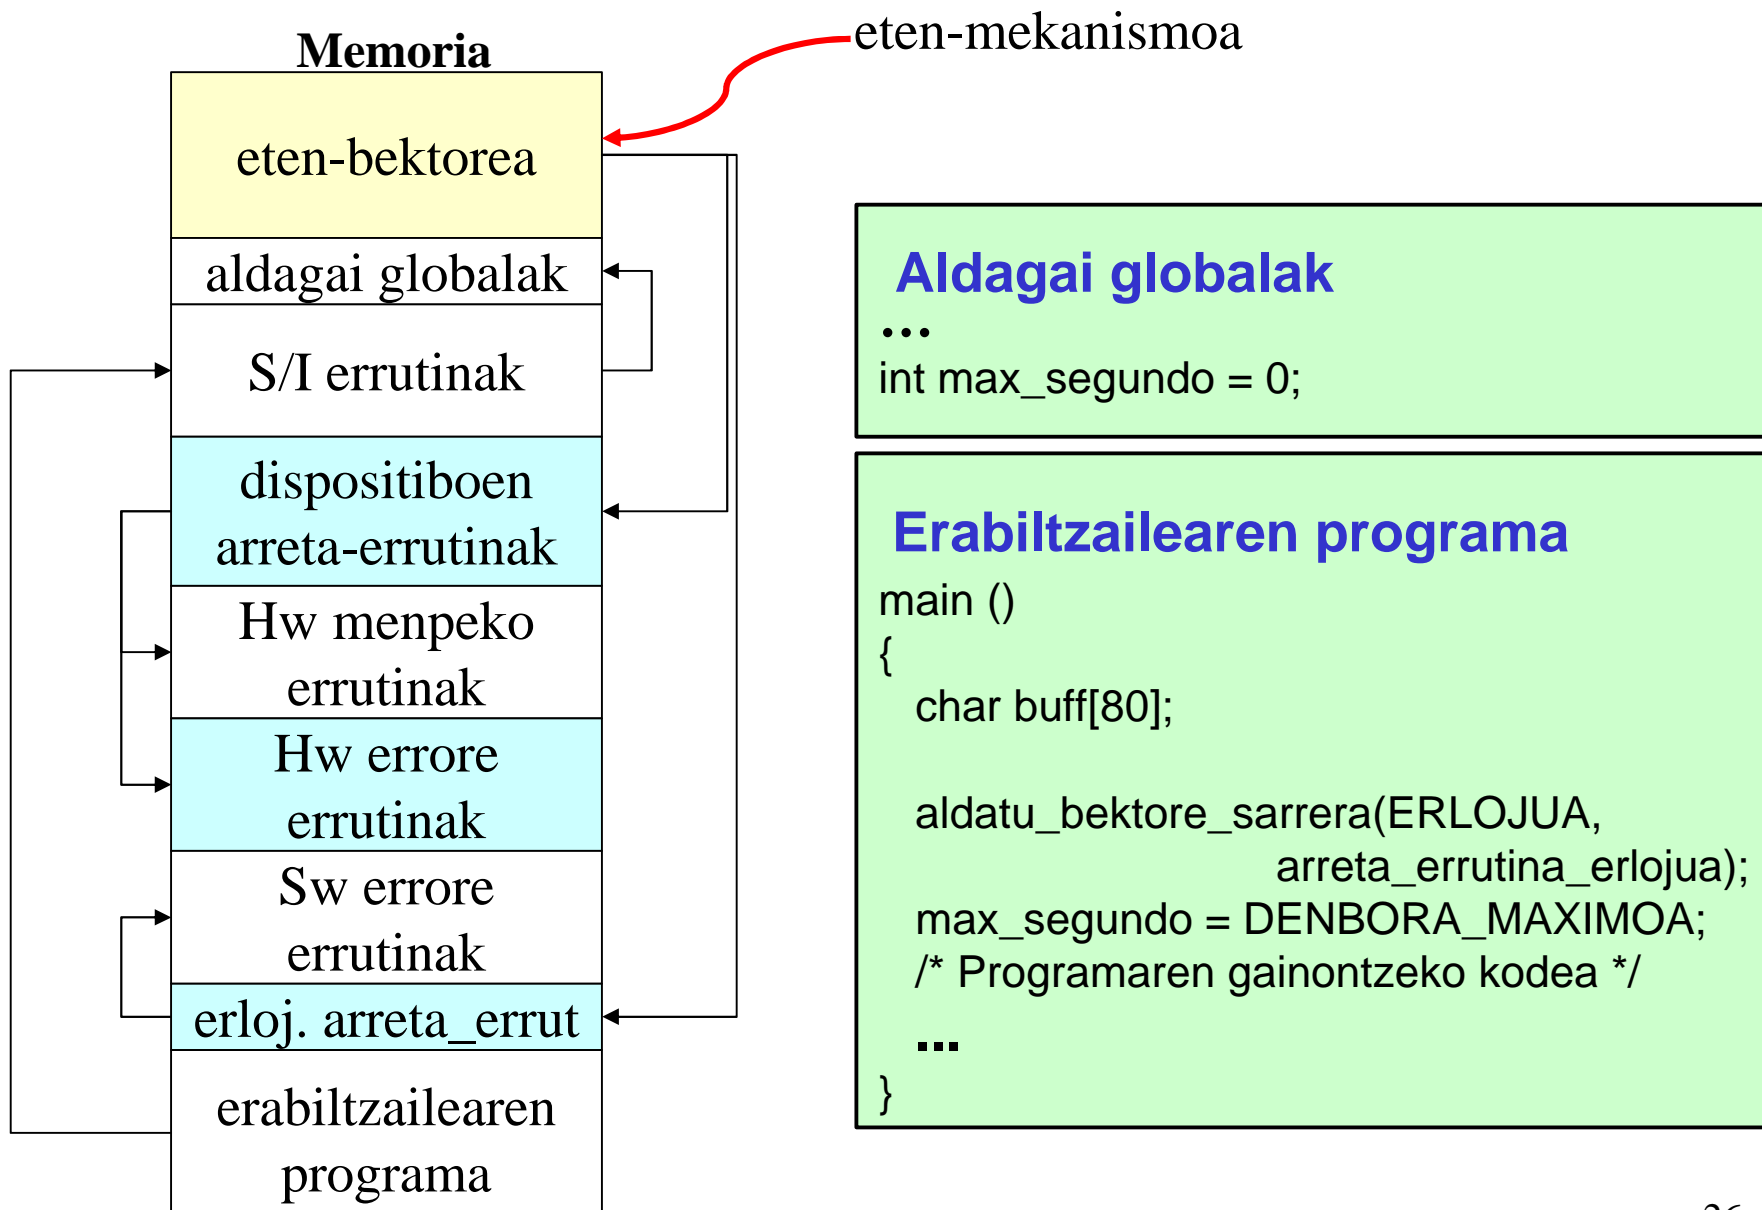 eten-mekanismoa
Memoria
eten-bektorea
aldagai globalak
S/I errutinak
dispositiboen
arreta-errutinak
Hw menpeko
errutinak
Hw errore
errutinak
Sw errore
errutinak
erloj. arreta_errut
erabiltzailearen
programa
Aldagai globalak
...
int max_segundo = 0;
Erabiltzailearen programa
main ()
{
char buff[80];
aldatu_bektore_sarrera(ERLOJUA,
arreta_errutina_erlojua);
max_segundo = DENBORA_MAXIMOA;
/* Programaren gainontzeko kodea */
...
}